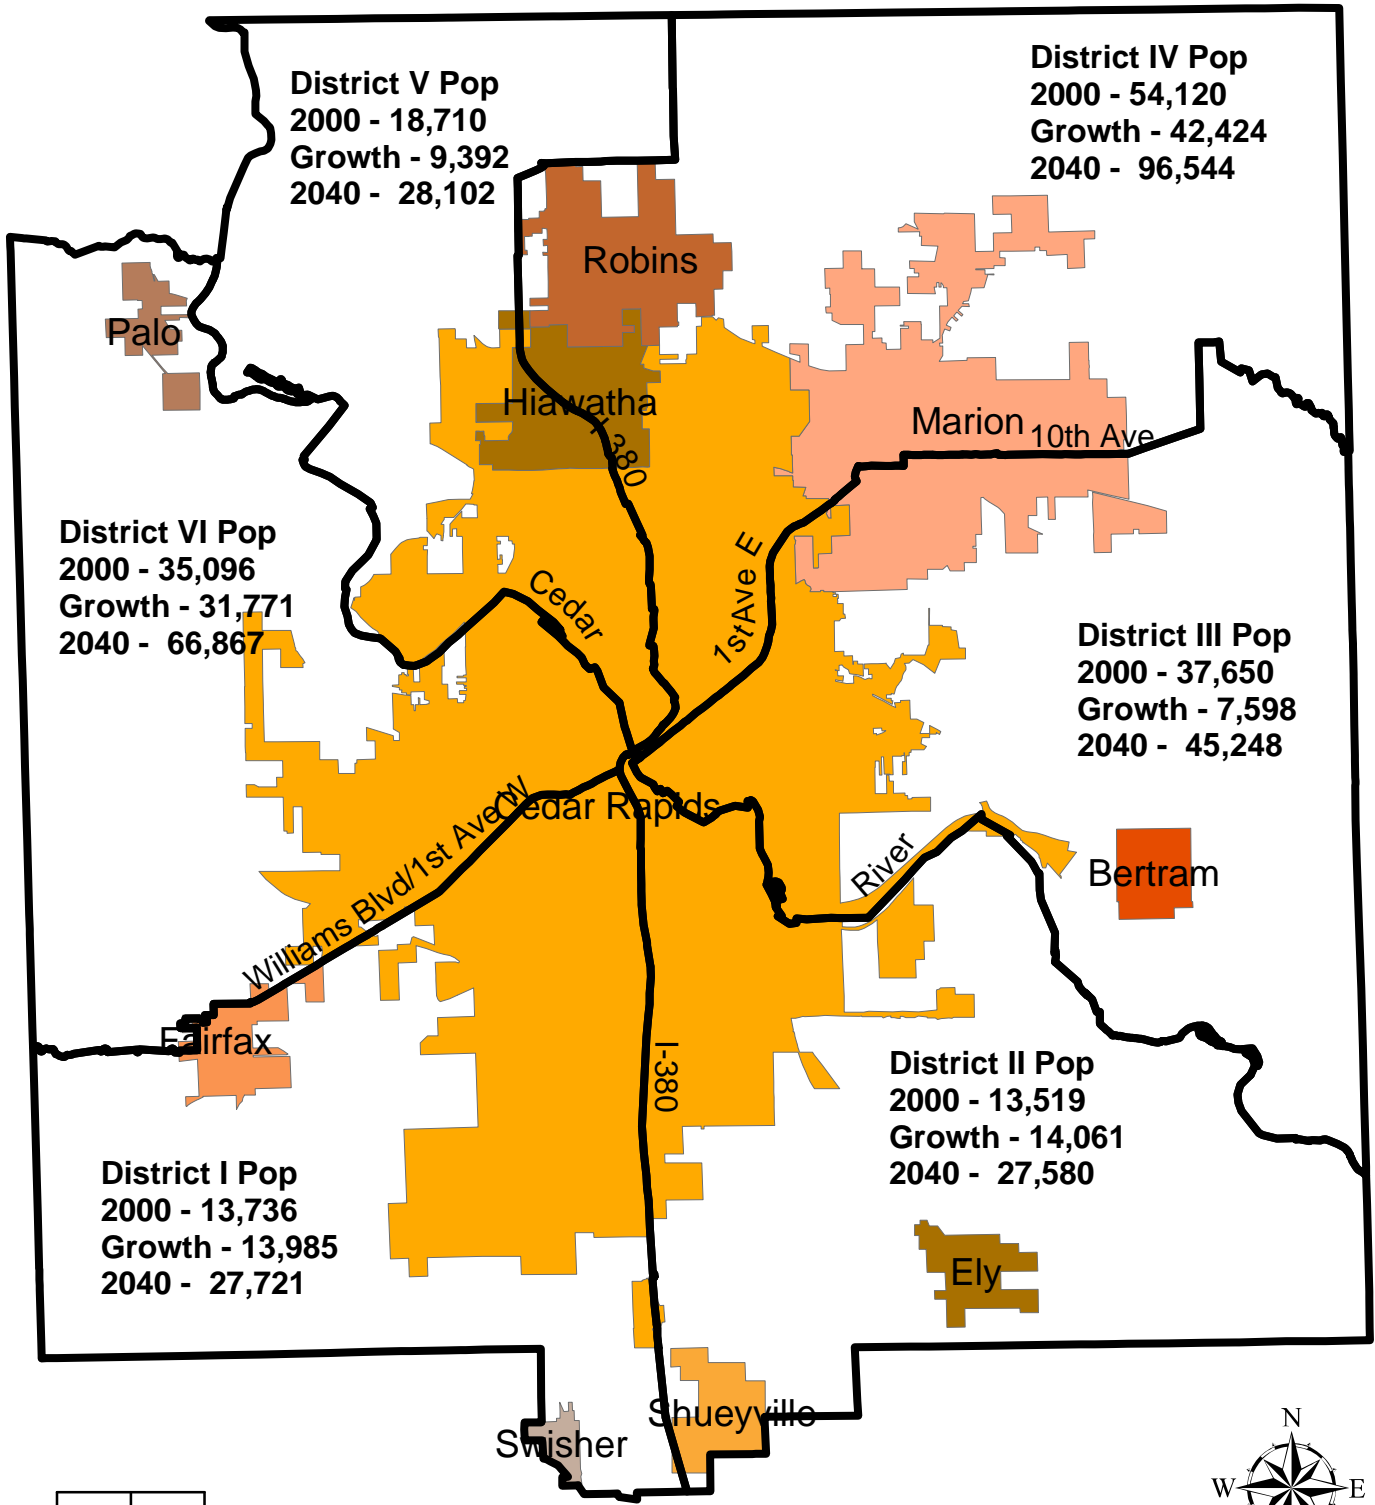 District V Pop
2000 - 18,710
Growth - 9,392
2040 -  28,102
District IV Pop
2000 - 54,120
Growth - 42,424
2040 -  96,544
Robins
Palo
Hiawatha
I-380
Marion
10th Ave
District VI Pop
2000 - 35,096
Growth - 31,771
2040 -  66,867
Cedar
1stAve E
District III Pop
2000 - 37,650
Growth - 7,598
2040 -  45,248
Cedar Rapids
Williams Blvd/1st Ave W
River
Bertram
Fairfax
I-380
District II Pop
2000 - 13,519
Growth - 14,061
2040 -  27,580
District I Pop
2000 - 13,736
Growth - 13,985
2040 -  27,721
Ely
Shueyville
Swisher
N
W
E